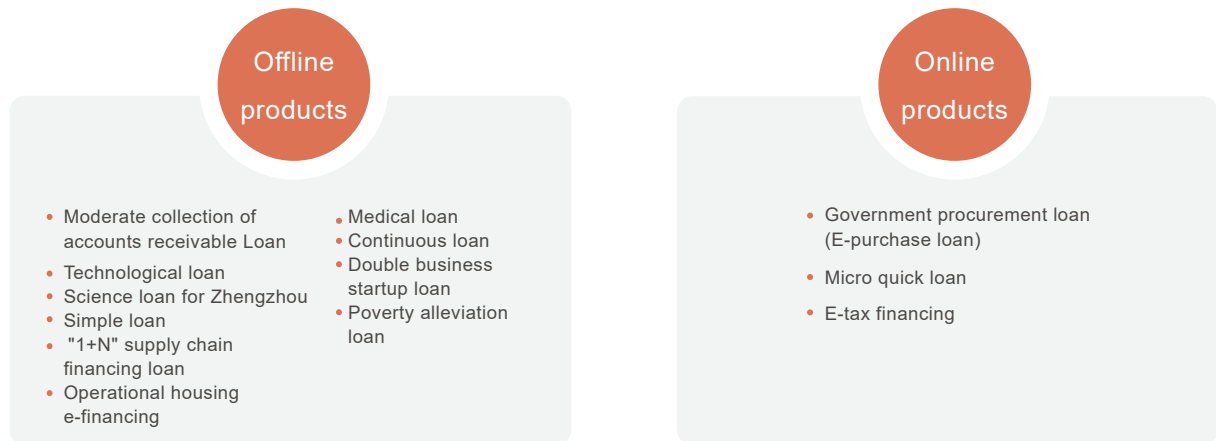 Offline
products
Moderate collection of
accounts receivable Loan
Technological loan
Science loan for Zhengzhou
Simple loan
"1+N" supply chain
financing loan
Operational housing
e-financing
Medical loan
Continuous loan
Double business
startup loan
Poverty alleviation
loan
Online
products
Government procurement loan
(E-purchase loan)
Micro quick loan
E-tax financing